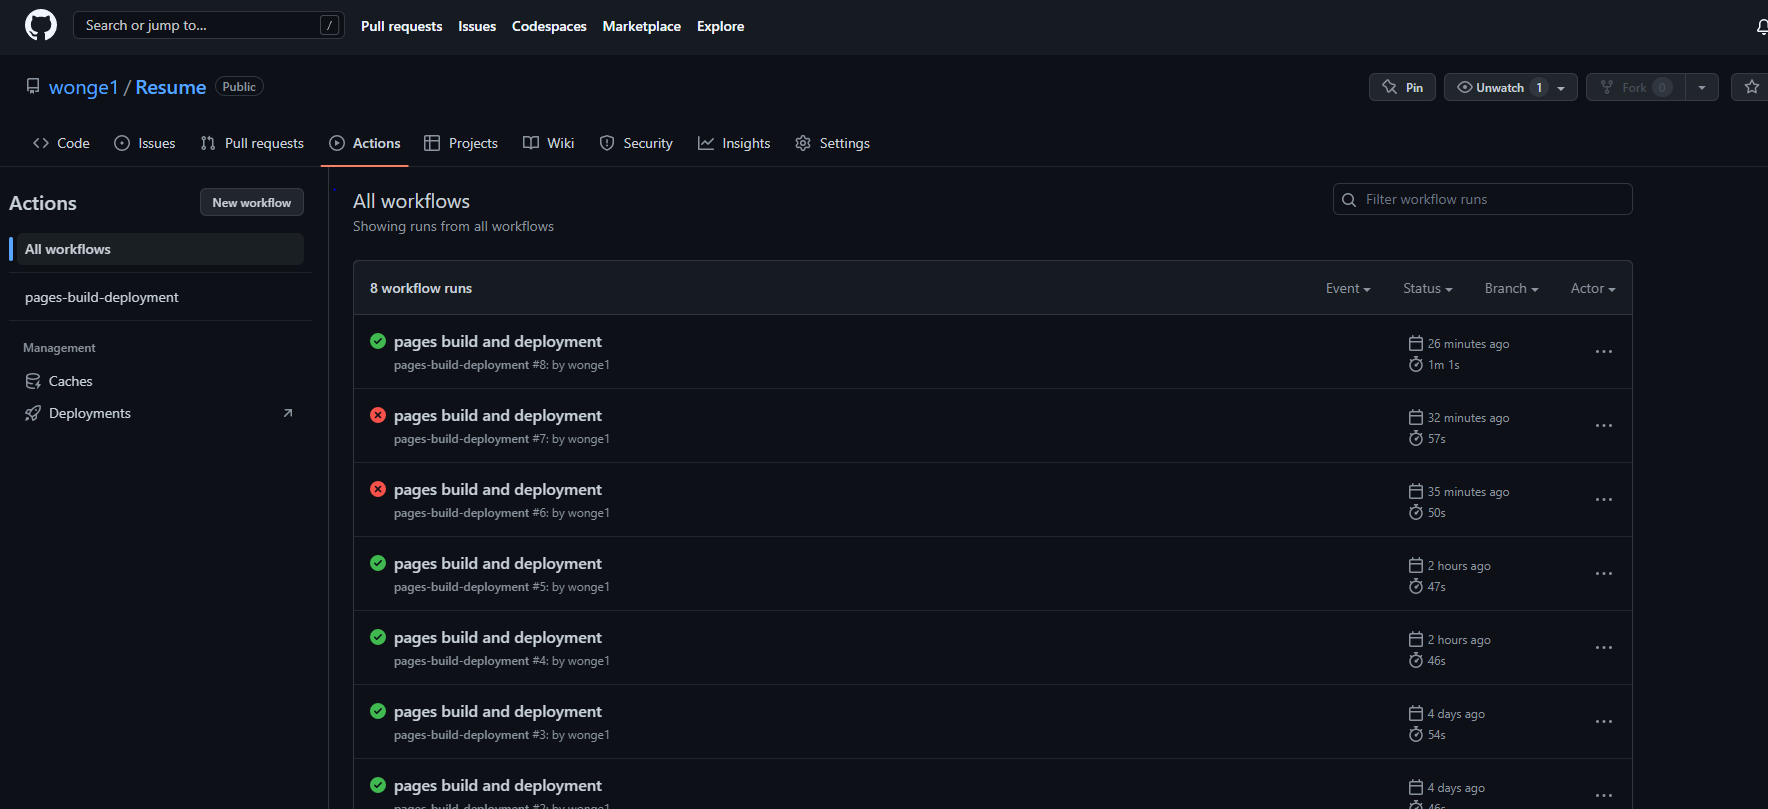 Search or jump to... / Pull requests Issues Codespaces Marketplace Explore
wonge1 / Resume Public Pin Unwatch 1 Fork 0
Code Issues Pull requests Actions Projects Wiki Security Insights Settings
Actions New workflow
All workflows
pages-build-deployment
Management
Caches
Deployments
All workflows
Showing runs from all workflows
Filter workflow runs
8 workflow runs Event Status Branch Actor
pages build and deployment 26 minutes ago
pages-build-deployment #8: by wonge1 1m 1s
pages build and deployment 32 minutes ago
pages-build-deployment #7: by wonge1 57s
pages build and deployment 35 minutes ago
pages-build-deployment #6: by wonge1 50s
pages build and deployment 2 hours ago
pages-build-deployment #5: by wonge1 47s
pages build and deployment 2 hours ago
pages-build-deployment #4: by wonge1 46s
pages build and deployment 4 days ago
pages-build-deployment #3: by wonge1 54s
pages build and deployment 4 days ago
pages-build-deployment #2: by wonge1 46s